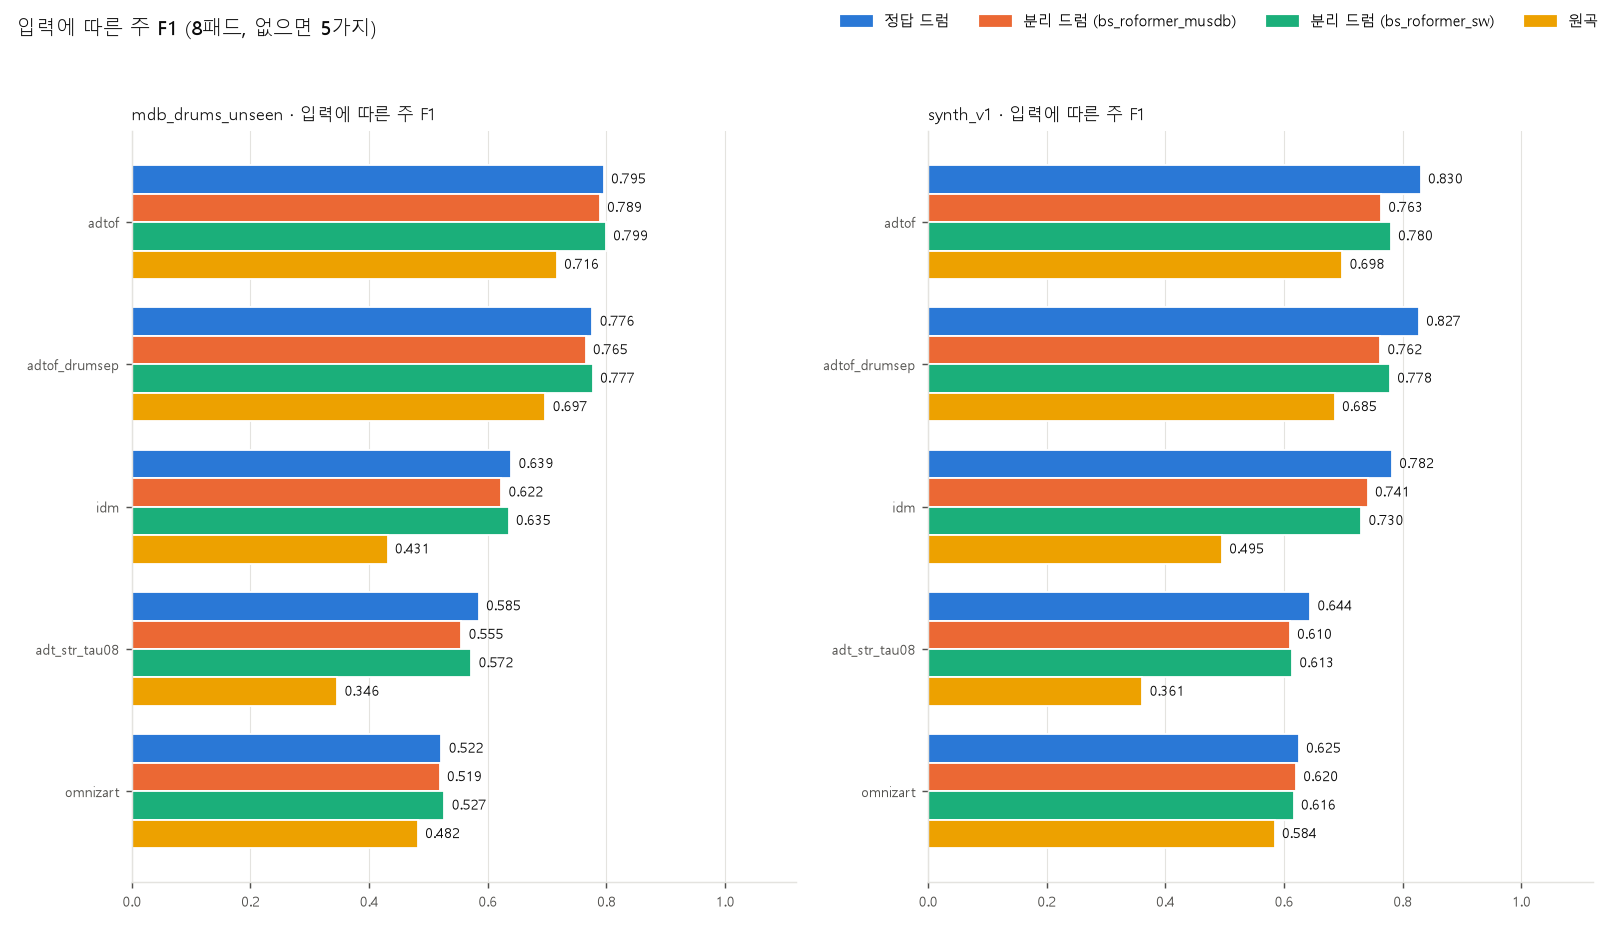 입력에 따른 주 F1 (8패드, 없으면 5가지)
정답 드럼 분리 드럼 (bs_roformer_musdb) 분리 드럼 (bs_roformer_sw) 원곡
mdb_drums_unseen · 입력에 따른 주 F1
adtof
0.795
0.789
0.799
0.716
adtof_drumsep
0.776
0.765
0.777
0.697
idm
0.639
0.622
0.635
0.431
adt_str_tau08
0.585
0.555
0.572
0.346
omnizart
0.522
0.519
0.527
0.482
0.0 0.2 0.4 0.6 0.8 1.0
synth_v1 · 입력에 따른 주 F1
adtof
0.830
0.763
0.780
0.698
adtof_drumsep
0.827
0.762
0.778
0.685
idm
0.782
0.741
0.730
0.495
adt_str_tau08
0.644
0.610
0.613
0.361
omnizart
0.625
0.620
0.616
0.584
0.0 0.2 0.4 0.6 0.8 1.0